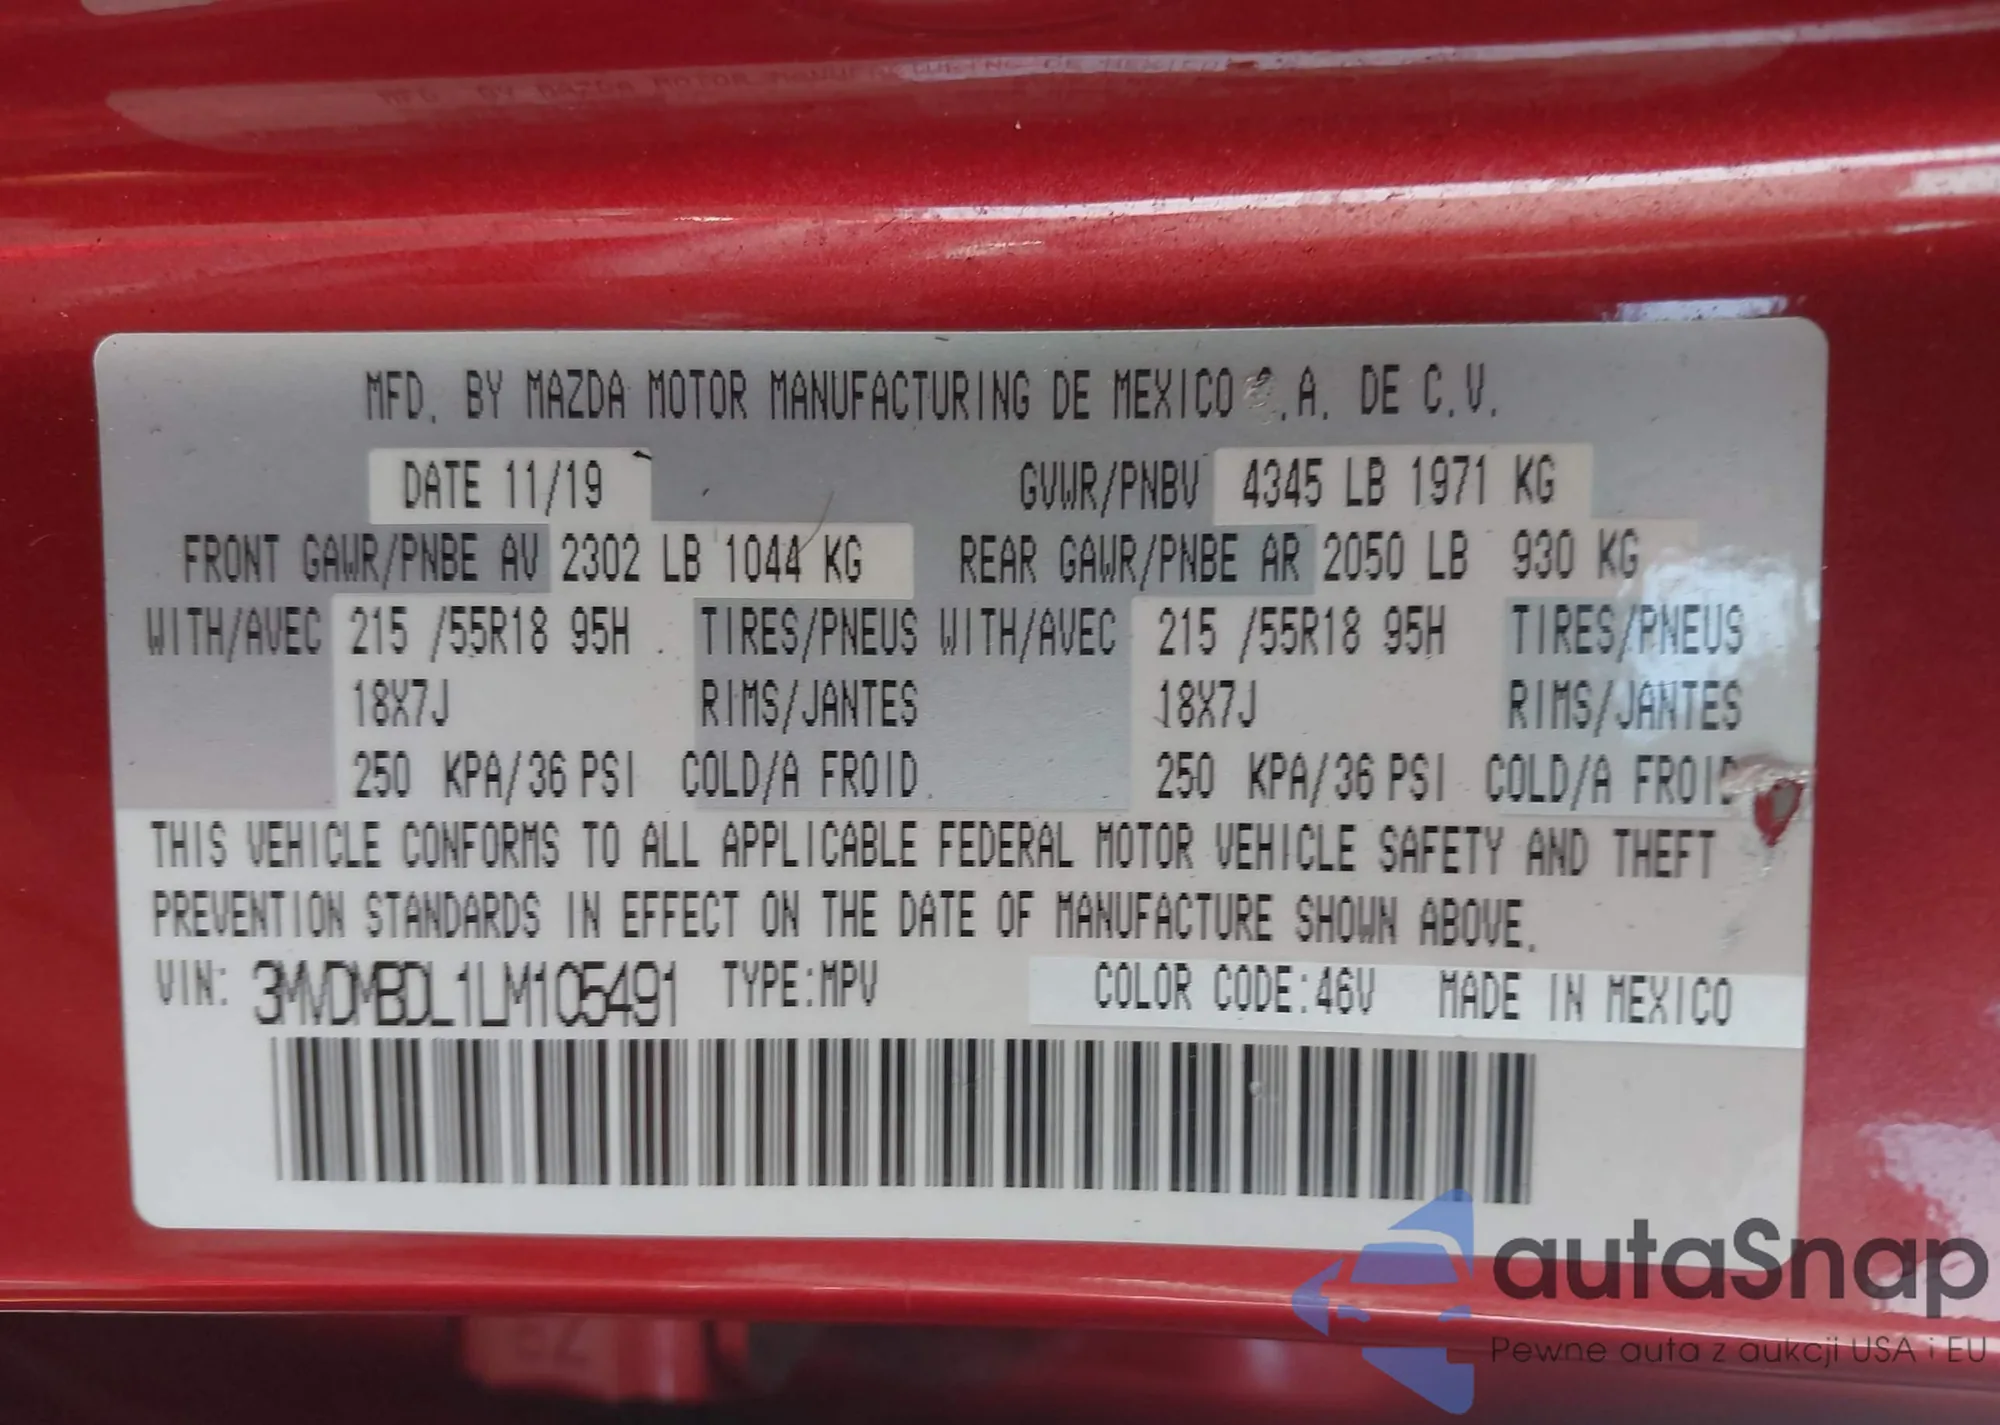 MFD. BY MAZDA MOTOR MANUFACTURING DE MEXICO S.A. DE C.V.
DATE 11/19 GVWR/PNBV 4345 LB 1971 KG
FRONT GAWR/PNBE AV 2302 LB 1044 KG REAR GAWR/PNBE AR 2050 LB 930 KG
WITH/AVEC 215 /55R18 95H TIRES/PNEUS WITH/AVEC 215 /55R18 95H TIRES/PNEUS
18X7J RIMS/JANTES 18X7J RIMS/JANTES
250 KPA/36 PSI COLD/A FROID 250 KPA/36 PSI COLD/A FROID
THIS VEHICLE CONFORMS TO ALL APPLICABLE FEDERAL MOTOR VEHICLE SAFETY AND THEFT
PREVENTION STANDARDS IN EFFECT ON THE DATE OF MANUFACTURE SHOWN ABOVE.
VIN: 3MVDMBDL1LM105491 TYPE:MPV COLOR CODE:46V MADE IN MEXICO
autaSnap
Pewne auta z aukcji USA i EU